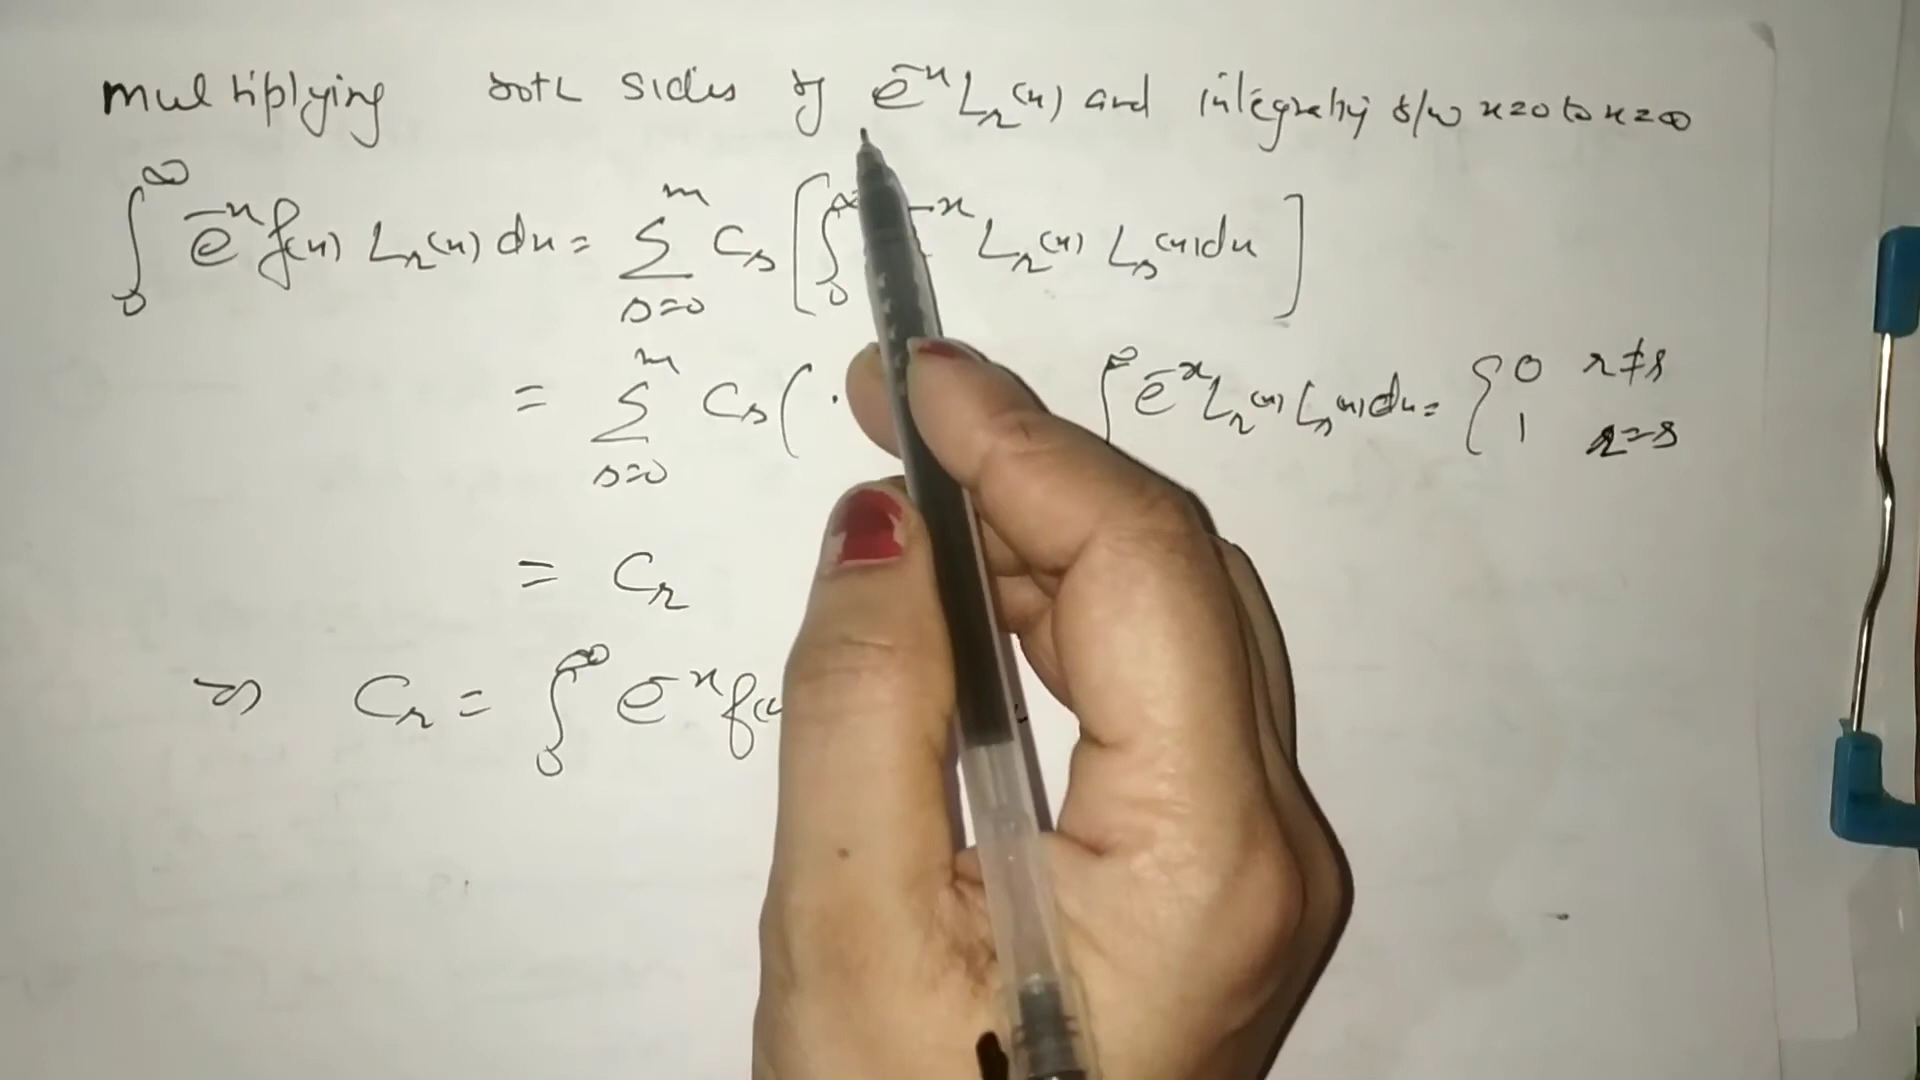 multiplying both sides by e^-x L_r(x) and integrating b/w x=0 to x=∞
∫_0^∞ e^-x f(x) L_r(x) dx = Σ_{s=0}^m C_s [∫_0^∞ -x L_r(x) L_s(x) dx]
= Σ_{s=0}^m C_s ( ∫^∞ e^-x L_r(x) L_s(x) dx = { 0 r≠s
1 r=s
= C_r
⇒ C_r = ∫_0^∞ e^-x f(x